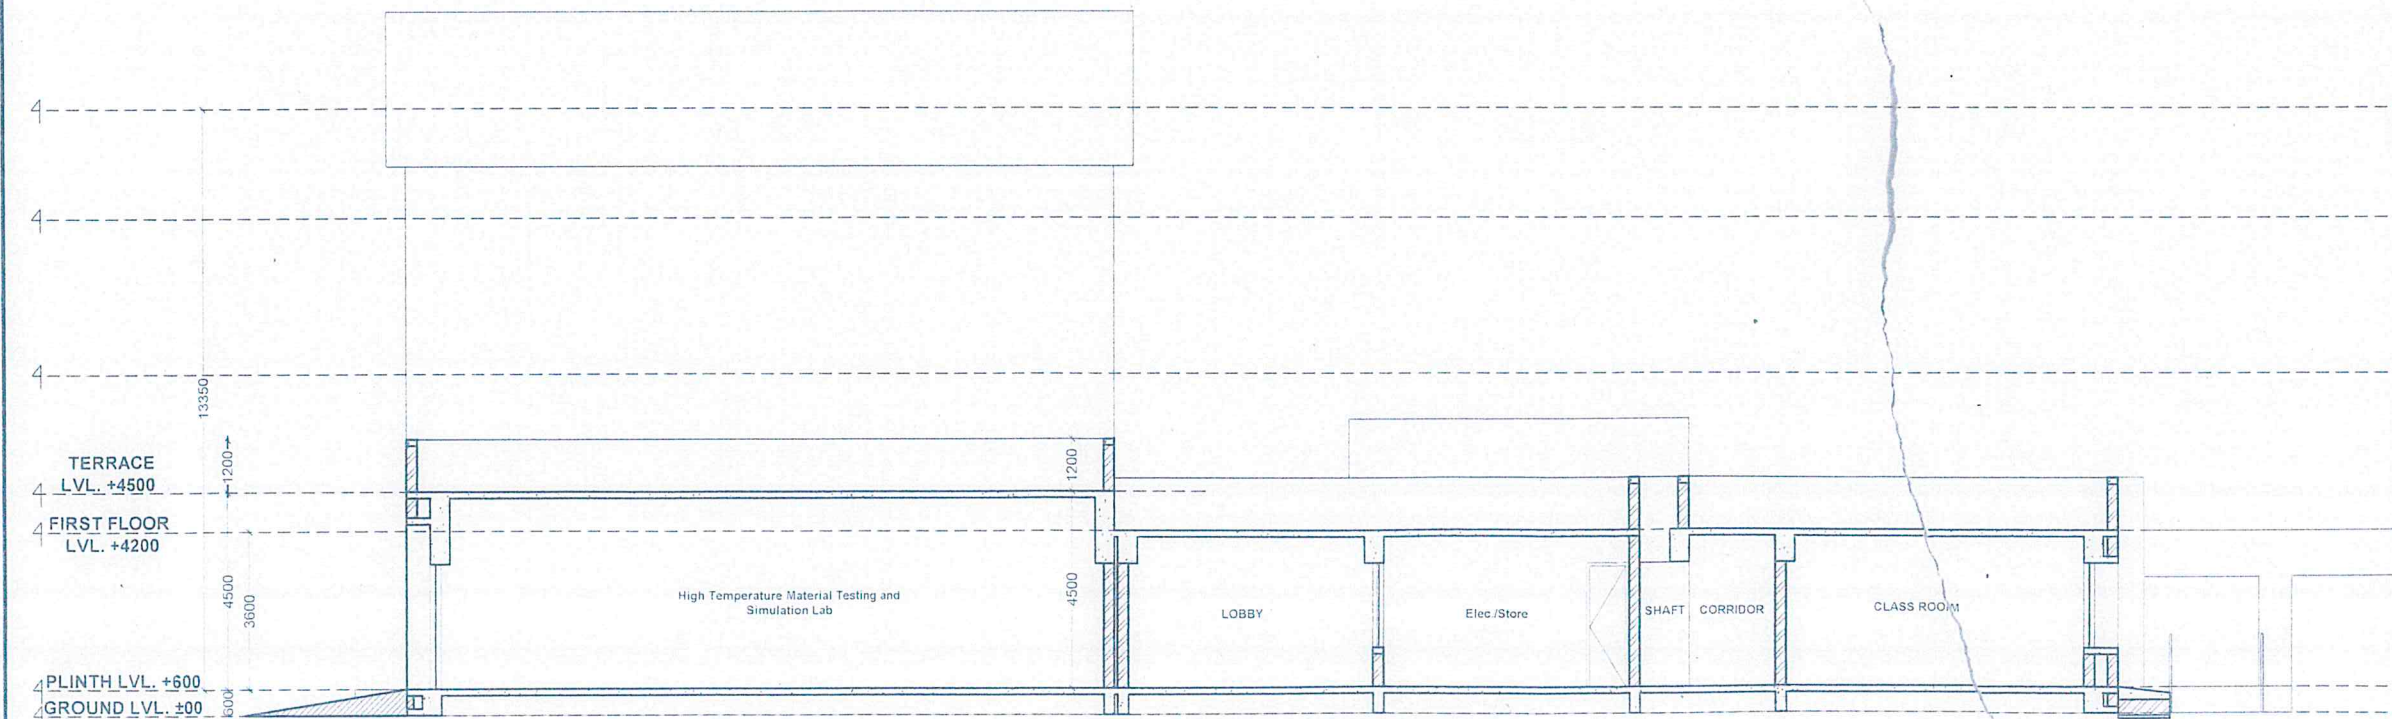 13350
1200
1200
TERRACE
LVL. +4500
FIRST FLOOR
LVL. +4200
4500
3600
4500
High Temperature Material Testing and
Simulation Lab
LOBBY
Elec./Store
SHAFT
CORRIDOR
CLASS ROOM
PLINTH LVL. +600
GROUND LVL. ±00
600